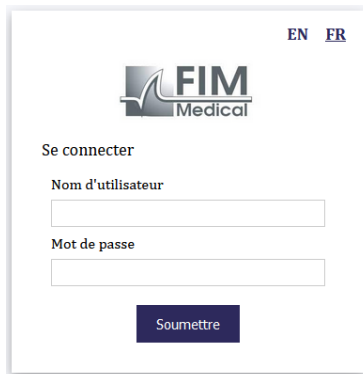 EN FR
FIM
Medical
Se connecter
Nom d'utilisateur
Mot de passe
Soumettre